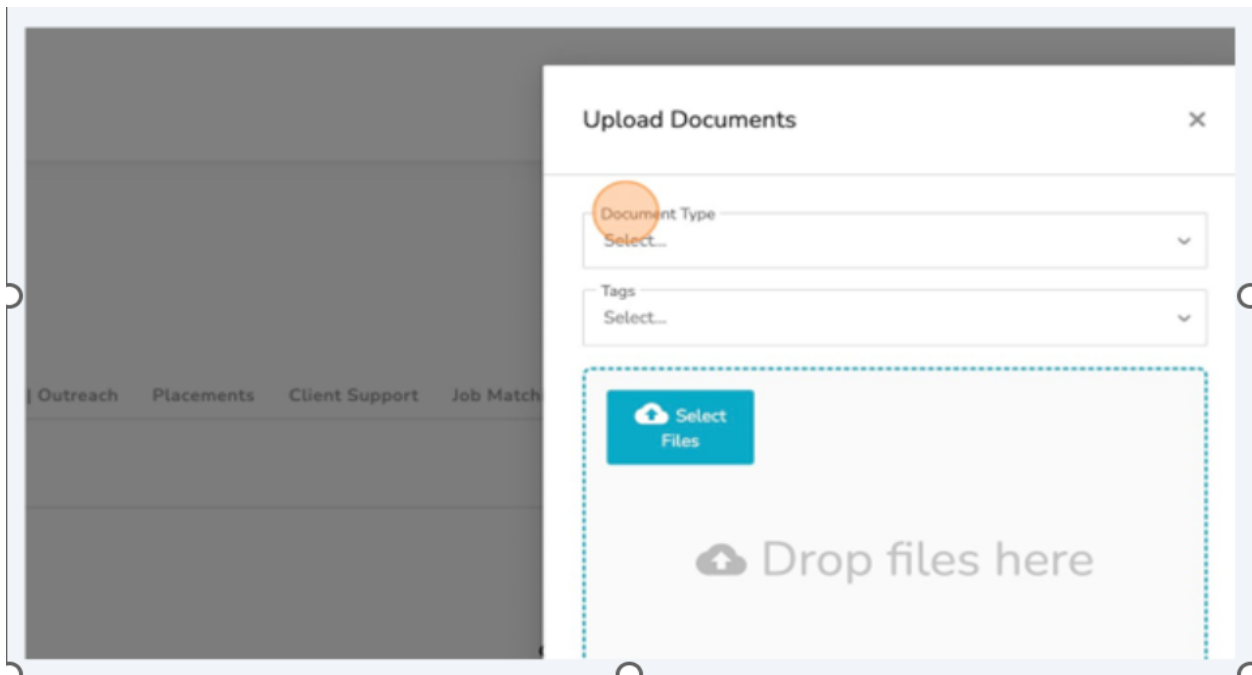 Upload Documents
Document Type
Select...
Tags
Select...
| Outreach Placements Client Support Job Match
Select
Files
Drop files here